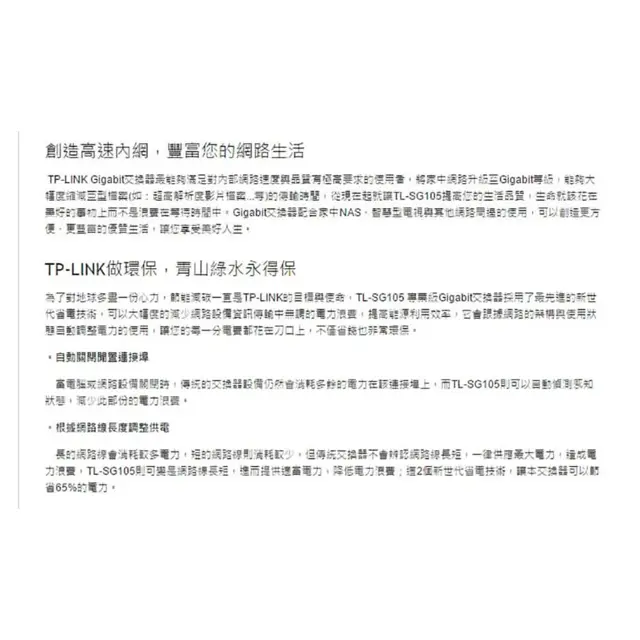 創造高速內網，豐富您的網路生活
TP-LINK Gigabit交換器最能夠滿足對內部網路速度與品質有極高要求的使用者，將家中網路升級至Gigabit等級，能夠大
幅度縮減巨型檔案(如：超高解析度影片檔案...等)的傳輸時間，從現在起就讓TL-SG105提高您的生活品質，生命就該花在
美好的事物上而不是浪費在等待時間中。Gigabit交換器配合家中NAS、智慧型電視與其他網路周邊的使用，可以創造更方
便、更豐富的優質生活，讓您享受美好人生。
TP-LINK做環保，青山綠水永得保
為了對地球多盡一份心力，節能減碳一直是TP-LINK的目標與使命，TL-SG105 專業級Gigabit交換器採用了最先進的新世
代省電技術，可以大幅度的減少網路設備資訊傳輸中無謂的電力浪費，提高能源利用效率，它會跟據網路的架構與使用狀
態自動調整電力的使用，讓您的每一分電費都花在刀口上，不僅省錢也非常環保。
• 自動關閉閒置連接埠
當電腦或網路設備關閉時，傳統的交換器設備仍然會消耗多餘的電力在該連接埠上，而TL-SG105則可以自動偵測感知
狀態，減少此部份的電力浪費。
• 根據網路線長度調整供電
長的網路線會消耗較多電力，短的網路線則消耗較少，但傳統交換器不會辨認網路線長短，一律供應最大電力，造成電
力浪費，TL-SG105則可變是網路線長短，進而提供適當電力，降低電力浪費；這2個新世代省電技術，讓本交換器可以節
省65%的電力。